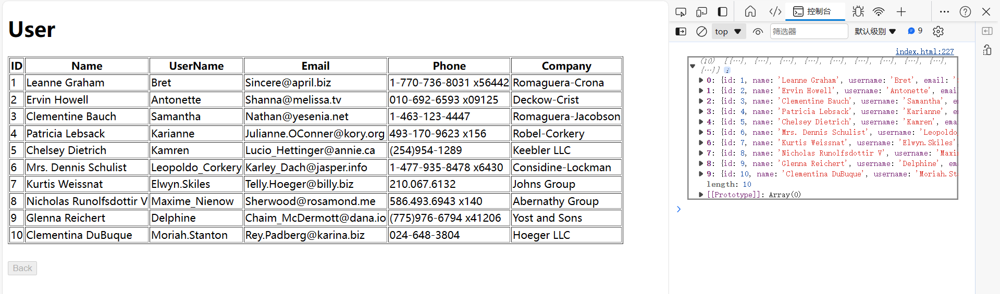 User
ID Name UserName Email Phone Company
1 Leanne Graham Bret Sincere@april.biz 1-770-736-8031 x56442 Romaguera-Crona
2 Ervin Howell Antonette Shanna@melissa.tv 010-692-6593 x09125 Deckow-Crist
3 Clementine Bauch Samantha Nathan@yesenia.net 1-463-123-4447 Romaguera-Jacobson
4 Patricia Lebsack Karianne Julianne.OConner@kory.org 493-170-9623 x156 Robel-Corkery
5 Chelsey Dietrich Kamren Lucio_Hettinger@annie.ca (254)954-1289 Keebler LLC
6 Mrs. Dennis Schulist Leopoldo_Corkery Karley_Dach@jasper.info 1-477-935-8478 x6430 Considine-Lockman
7 Kurtis Weissnat Elwyn.Skiles Telly.Hoeger@billy.biz 210.067.6132 Johns Group
8 Nicholas Runolfsdottir V Maxime_Nienow Sherwood@rosamond.me 586.493.6943 x140 Abernathy Group
9 Glenna Reichert Delphine Chaim_McDermott@dana.io (775)976-6794 x41206 Yost and Sons
10 Clementina DuBuque Moriah.Stanton Rey.Padberg@karina.biz 024-648-3804 Hoeger LLC
Back
控制台
top 筛选器 默认级别 9
index.html:227
(10) [{…}, {…}, {…}, {…}, {…}, {…}, {…}, {…}, {…},
{…}] i
0: {id: 1, name: 'Leanne Graham', username: 'Bret', email: '
1: {id: 2, name: 'Ervin Howell', username: 'Antonette', emai
2: {id: 3, name: 'Clementine Bauch', username: 'Samantha', e
3: {id: 4, name: 'Patricia Lebsack', username: 'Karianne', e
4: {id: 5, name: 'Chelsey Dietrich', username: 'Kamren', ema
5: {id: 6, name: 'Mrs. Dennis Schulist', username: 'Leopoldo
6: {id: 7, name: 'Kurtis Weissnat', username: 'Elwyn.Skiles'
7: {id: 8, name: 'Nicholas Runolfsdottir V', username: 'Maxi
8: {id: 9, name: 'Glenna Reichert', username: 'Delphine', em
9: {id: 10, name: 'Clementina DuBuque', username: 'Moriah.St
length: 10
[[Prototype]]: Array(0)